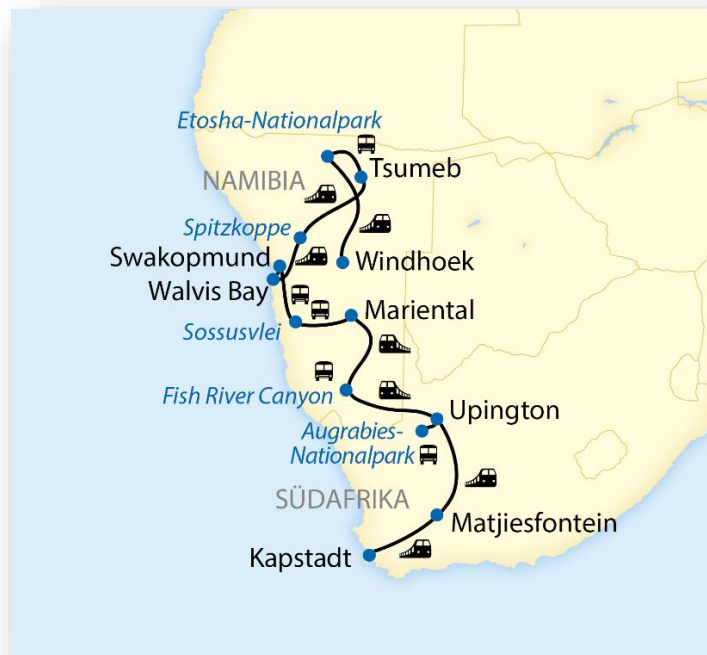 Etosha-Nationalpark
Tsumeb
NAMIBIA
Spitzkoppe
Swakopmund
Windhoek
Walvis Bay
Mariental
Sossusvlei
Fish River Canyon
Upington
Augrabies-
Nationalpark
SÜDAFRIKA
Matjiesfontein
Kapstadt